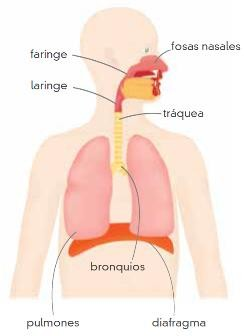 fosas nasales
faringe
laringe
tráquea
bronquios
pulmones
diafragma